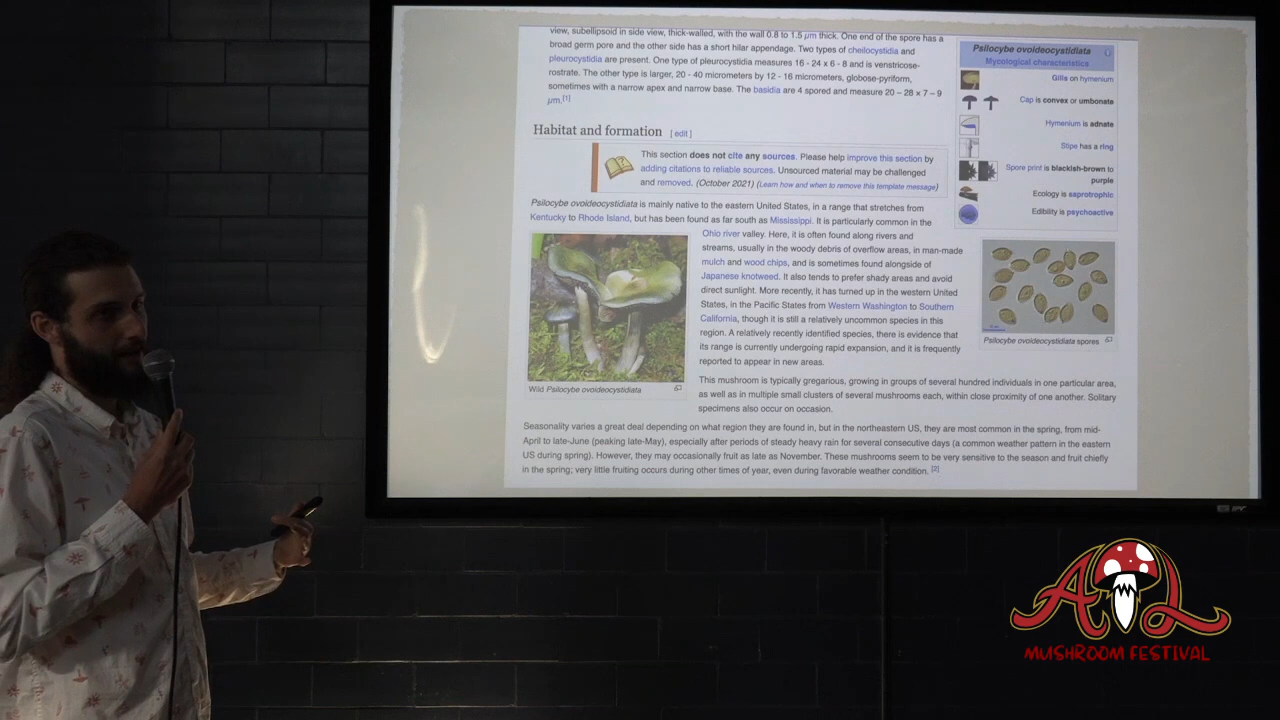 view, subellipsoid in side view, thick-walled, with the wall 0.8 to 1.5 μm thick. One end of the spore has a
broad germ pore and the other side has a short hilar appendage. Two types of cheilocystidia and
pleurocystidia are present. One type of pleurocystidia measures 16 - 24 x 6 - 8 and is venstricose-
rostrate. The other type is larger, 20 - 40 micrometers by 12 - 16 micrometers, globose-pyriform,
sometimes with a narrow apex and narrow base. The basidia are 4 spored and measure 20 – 28 × 7 – 9
μm.[1]
Psilocybe ovoideocystidiata
Mycological characteristics
Gills on hymenium
Cap is convex or umbonate
Hymenium is adnate
Stipe has a ring
Spore print is blackish-brown to
purple
Ecology is saprotrophic
Edibility is psychoactive
Habitat and formation [ edit ]
This section does not cite any sources. Please help improve this section by
adding citations to reliable sources. Unsourced material may be challenged
and removed. (October 2021) (Learn how and when to remove this template message)
Psilocybe ovoideocystidiata is mainly native to the eastern United States, in a range that stretches from
Kentucky to Rhode Island, but has been found as far south as Mississippi. It is particularly common in the
Ohio river valley. Here, it is often found along rivers and
streams, usually in the woody debris of overflow areas, in man-made
mulch and wood chips, and is sometimes found alongside of
Japanese knotweed. It also tends to prefer shady areas and avoid
direct sunlight. More recently, it has turned up in the western United
States, in the Pacific States from Western Washington to Southern
California, though it is still a relatively uncommon species in this
region. A relatively recently identified species, there is evidence that
its range is currently undergoing rapid expansion, and it is frequently
reported to appear in new areas.
Wild Psilocybe ovoideocystidiata
Psilocybe ovoideocystidiata spores
This mushroom is typically gregarious, growing in groups of several hundred individuals in one particular area,
as well as in multiple small clusters of several mushrooms each, within close proximity of one another. Solitary
specimens also occur on occasion.
Seasonality varies a great deal depending on what region they are found in, but in the northeastern US, they are most common in the spring, from mid-
April to late-June (peaking late-May), especially after periods of steady heavy rain for several consecutive days (a common weather pattern in the eastern
US during spring). However, they may occasionally fruit as late as November. These mushrooms seem to be very sensitive to the season and fruit chiefly
in the spring; very little fruiting occurs during other times of year, even during favorable weather condition. [2]
ATL
MUSHROOM FESTIVAL